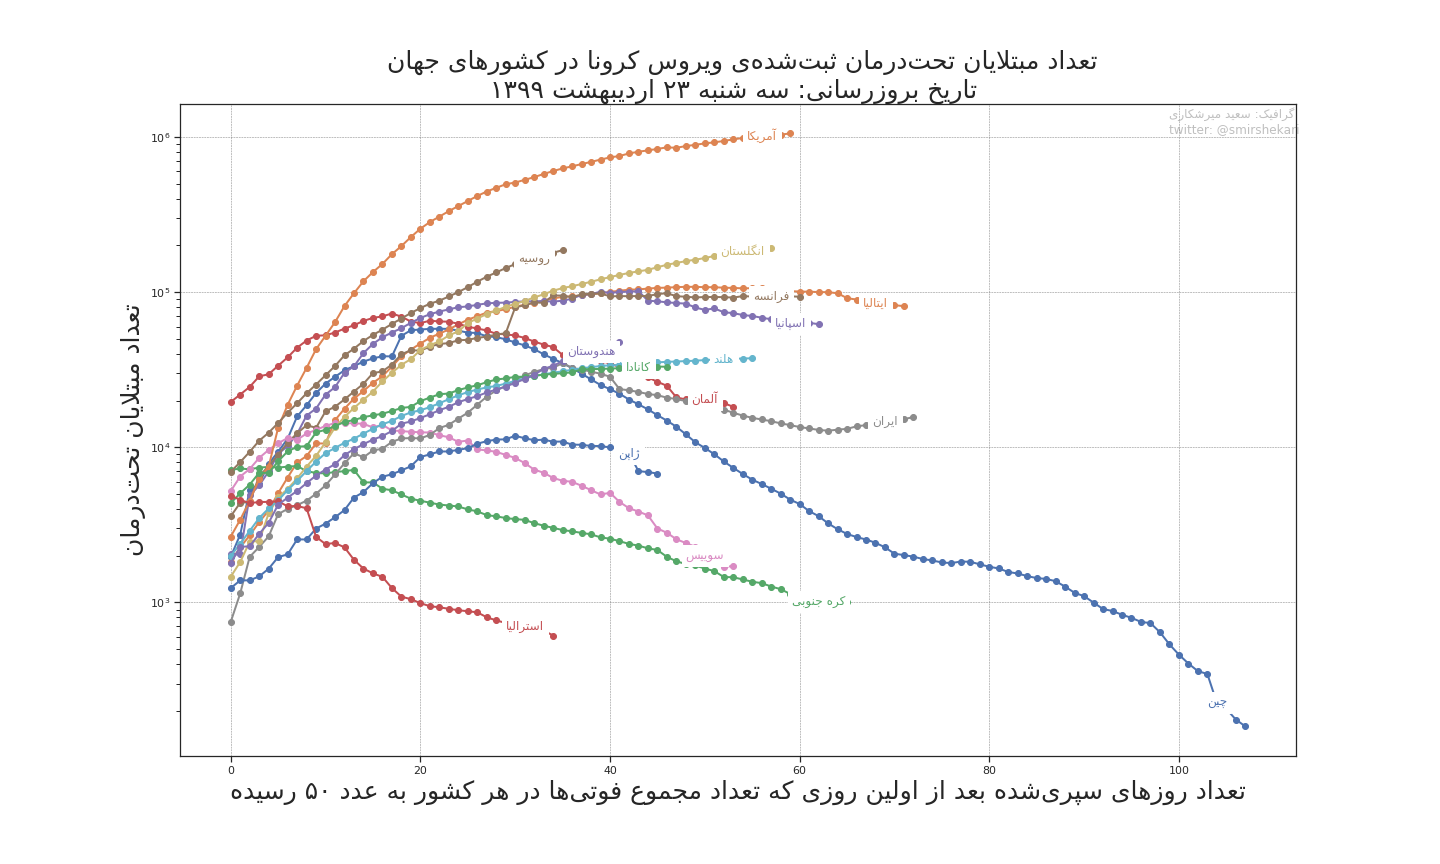 تعداد مبتلایان تحت‌درمان ثبت‌شده‌ی ویروس کرونا در کشورهای جهان
تاریخ بروزرسانی: سه شنبه ۲۳ اردیبهشت ۱۳۹۹
گرافیک: سعید میرشکاری
twitter: @smirshekari
تعداد مبتلایان تحت‌درمان
10⁶
10⁵
10⁴
10³
آمریکا
روسیه
انگلستان
فرانسه
ایتالیا
اسپانیا
هندوستان
هلند
کانادا
آلمان
ایران
ژاپن
سوییس
کره جنوبی
استرالیا
چین
0 20 40 60 80 100
تعداد روزهای سپری‌شده بعد از اولین روزی که تعداد مجموع فوتی‌ها در هر کشور به عدد ۵۰ رسیده